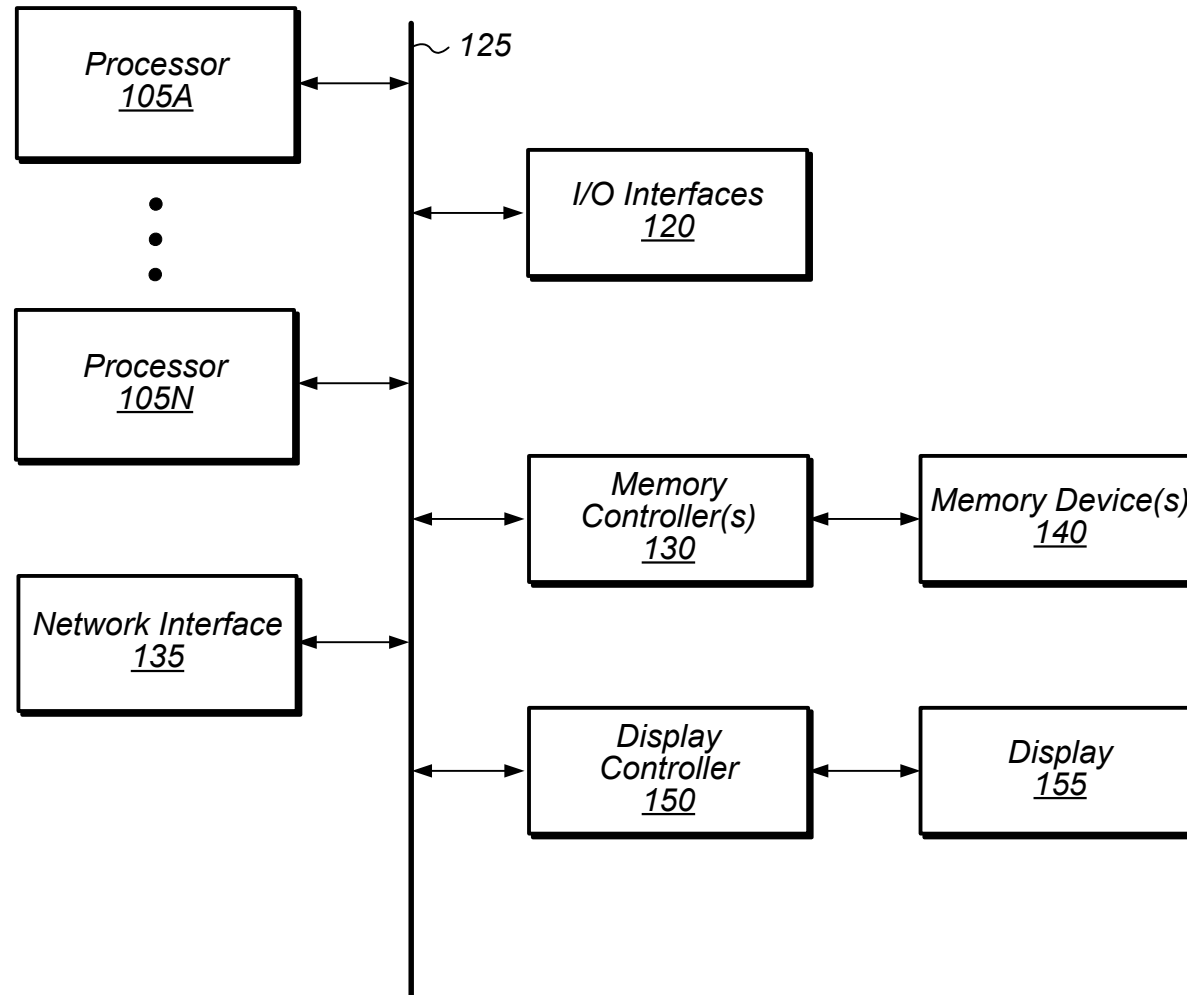 Processor
105A
125
I/O Interfaces
120
Processor
105N
Memory
Controller(s)
130
Memory Device(s)
140
Network Interface
135
Display
Controller
150
Display
155